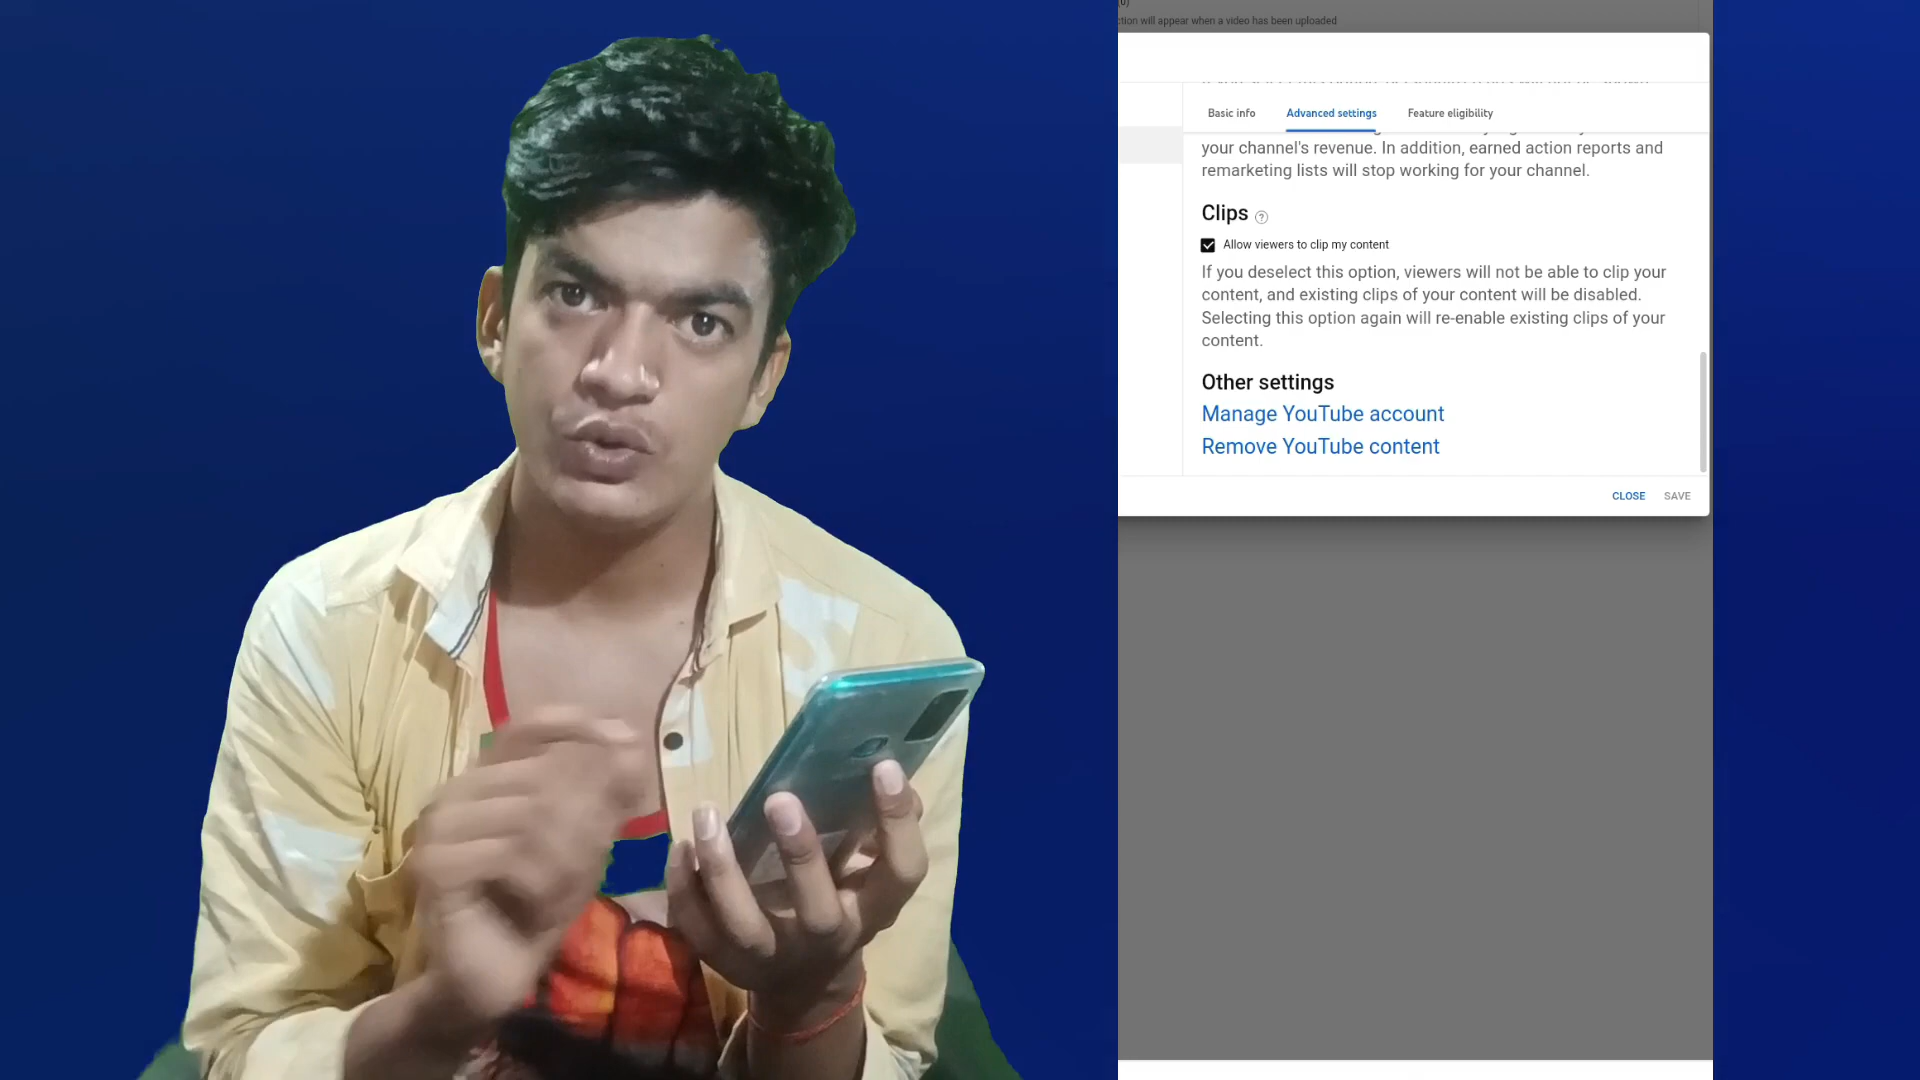 (0)
ction will appear when a video has been uploaded
Basic info Advanced settings Feature eligibility
your channel's revenue. In addition, earned action reports and
remarketing lists will stop working for your channel.
Clips ?
Allow viewers to clip my content
If you deselect this option, viewers will not be able to clip your
content, and existing clips of your content will be disabled.
Selecting this option again will re-enable existing clips of your
content.
Other settings
Manage YouTube account
Remove YouTube content
CLOSE SAVE